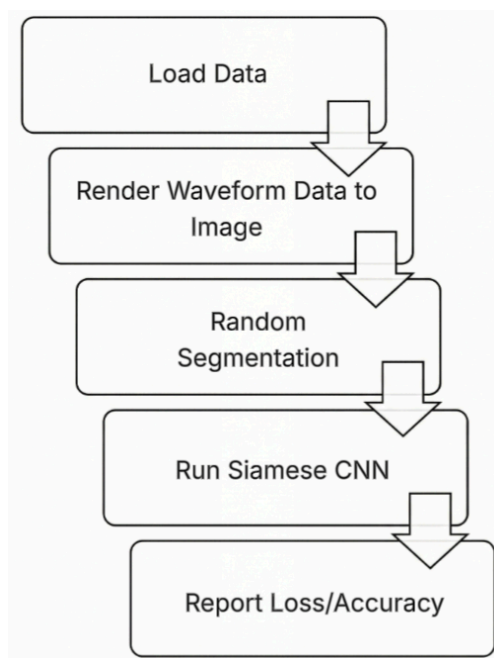 Load Data
Render Waveform Data to
Image
Random
Segmentation
Run Siamese CNN
Report Loss/Accuracy